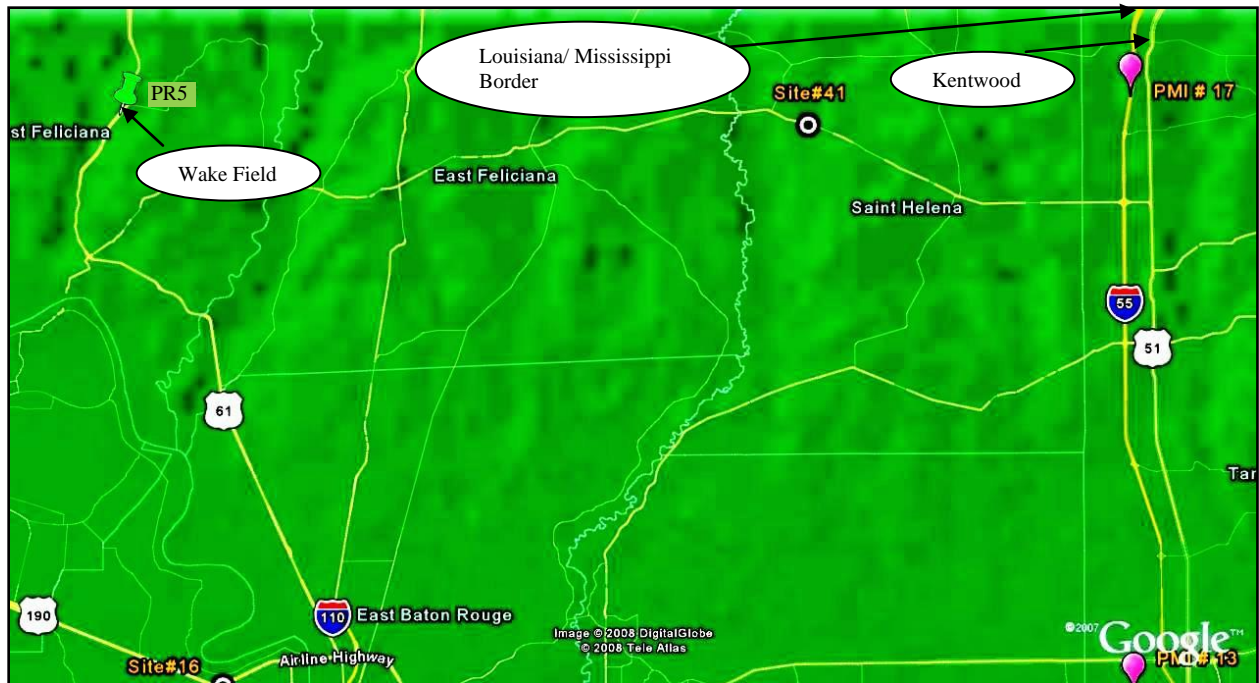 Louisiana/ Mississippi
Border
Kentwood
PR5
Site#41
PMI # 17
st Feliciana
Wake Field
East Feliciana
Saint Helena
55
51
61
Tar
190
110
East Baton Rouge
Image © 2008 DigitalGlobe
© 2008 Tele Atlas
©2007 Google™
Site#16
Airline Highway
PMI # 13